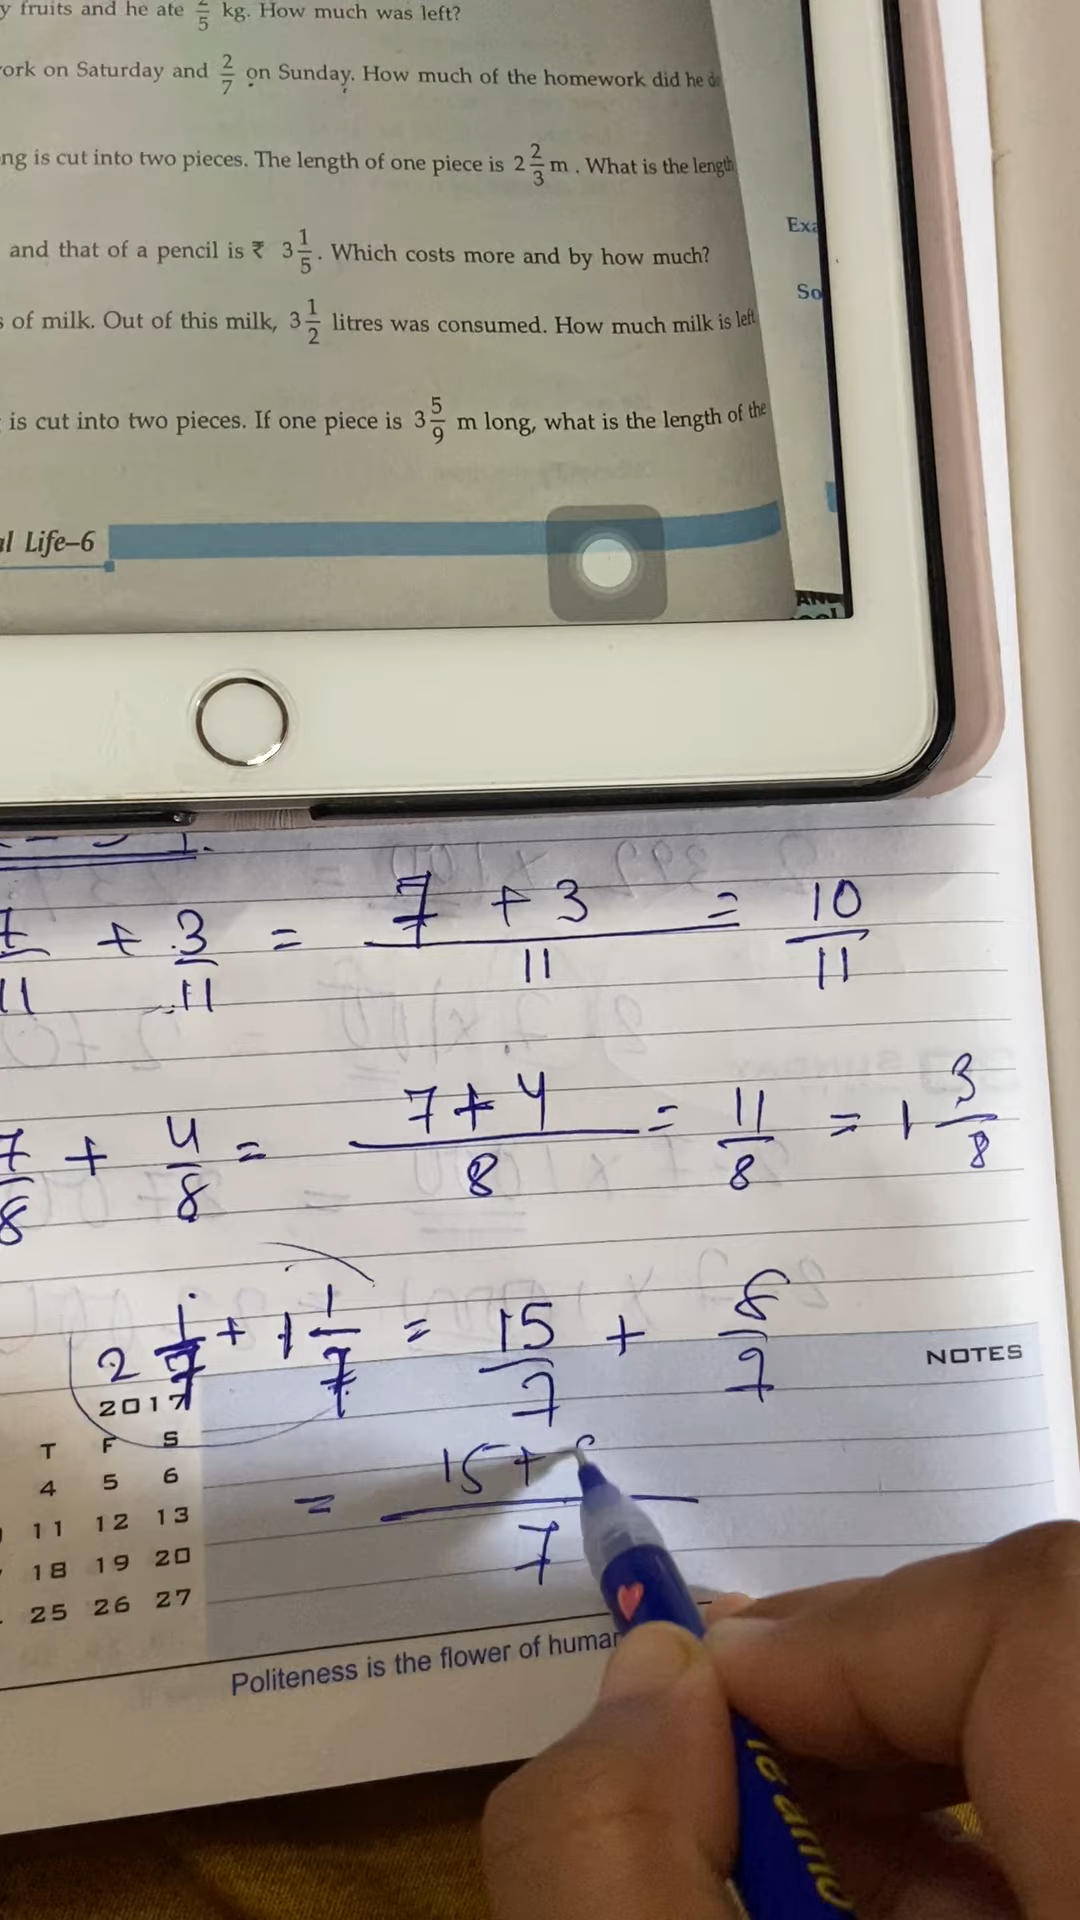 y fruits and he ate 2/5 kg. How much was left?
ork on Saturday and 2/7 on Sunday. How much of the homework did he
ng is cut into two pieces. The length of one piece is 2 2/3 m . What is the length
Exa
and that of a pencil is ₹ 3 1/5 . Which costs more and by how much?
So
s of milk. Out of this milk, 3 1/2 litres was consumed. How much milk is left
is cut into two pieces. If one piece is 3 5/9 m long, what is the length of the
al Life–6
7/11 + 3/11 = 7 + 3/11 = 10/11
7/8 + 4/8 = 7+4/8 = 11/8 = 1 3/8
2 1/7 + 1 1/7 = 15/7 + 8/7
NOTES
2017
T F S
4 5 6
11 12 13
18 19 20
25 26 27
= 15+ /7
Politeness is the flower of human